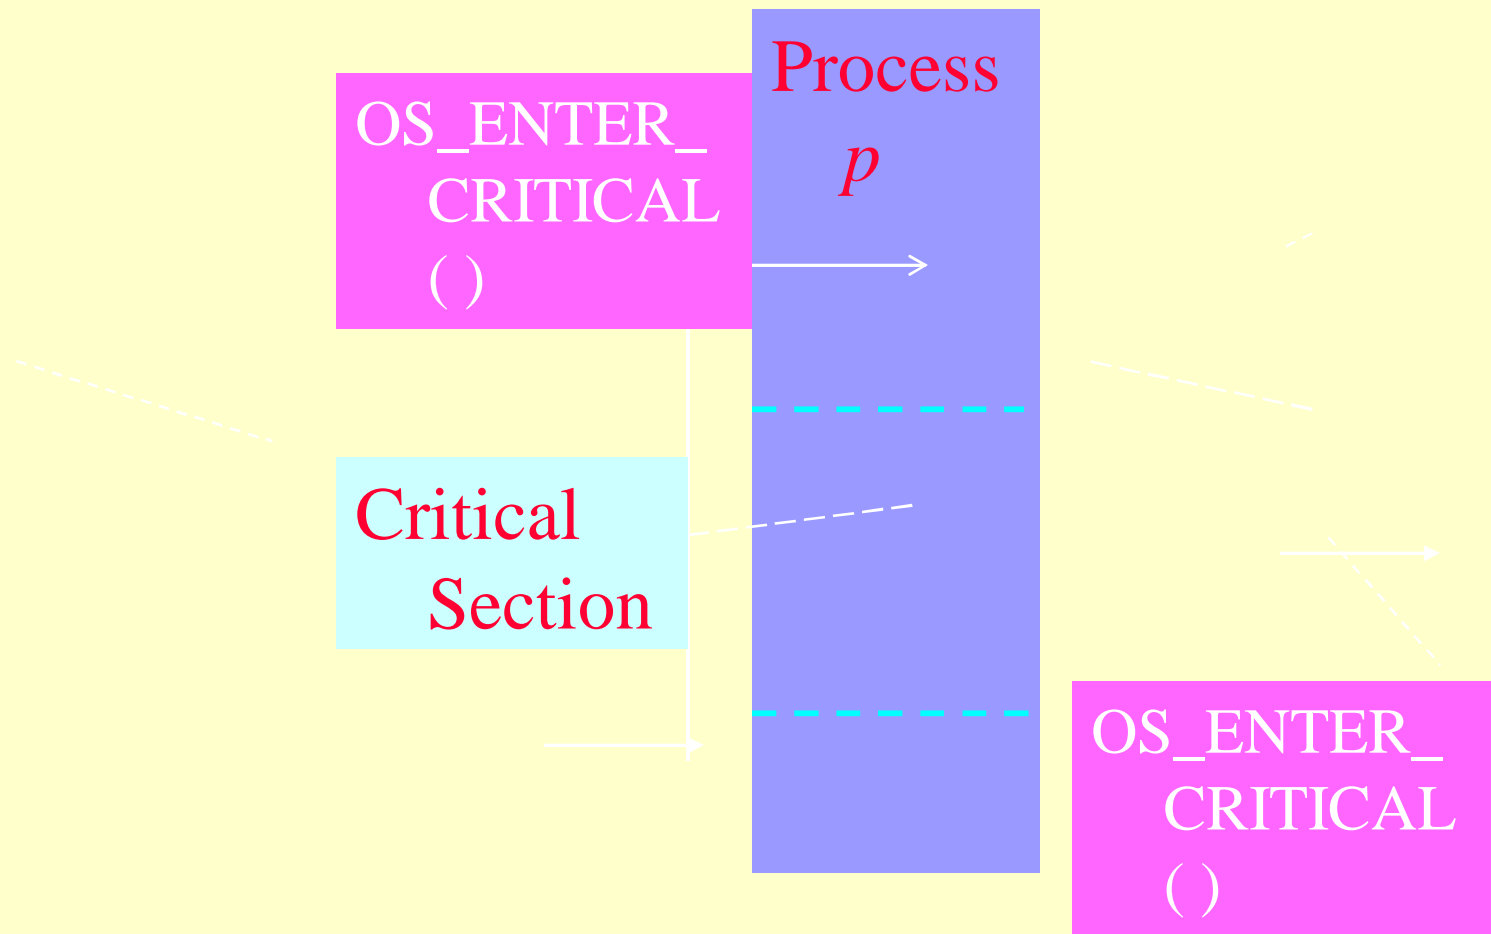 Process
p
OS_ENTER_
CRITICAL
( )
Critical
Section
OS_ENTER_
CRITICAL
( )